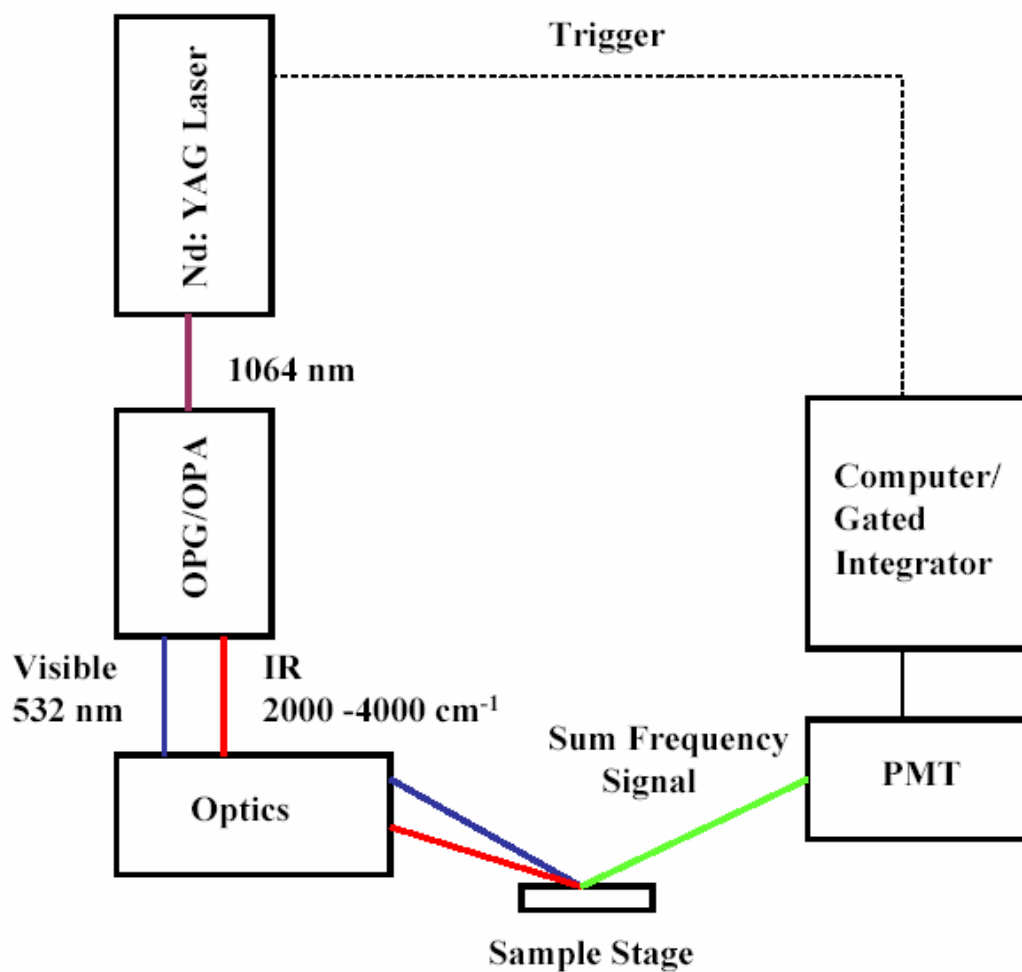 Trigger
Nd: YAG Laser
1064 nm
OPG/OPA
Computer/
Gated
Integrator
Visible
532 nm
IR
2000 -4000 cm⁻¹
Sum Frequency
Signal
PMT
Optics
Sample Stage